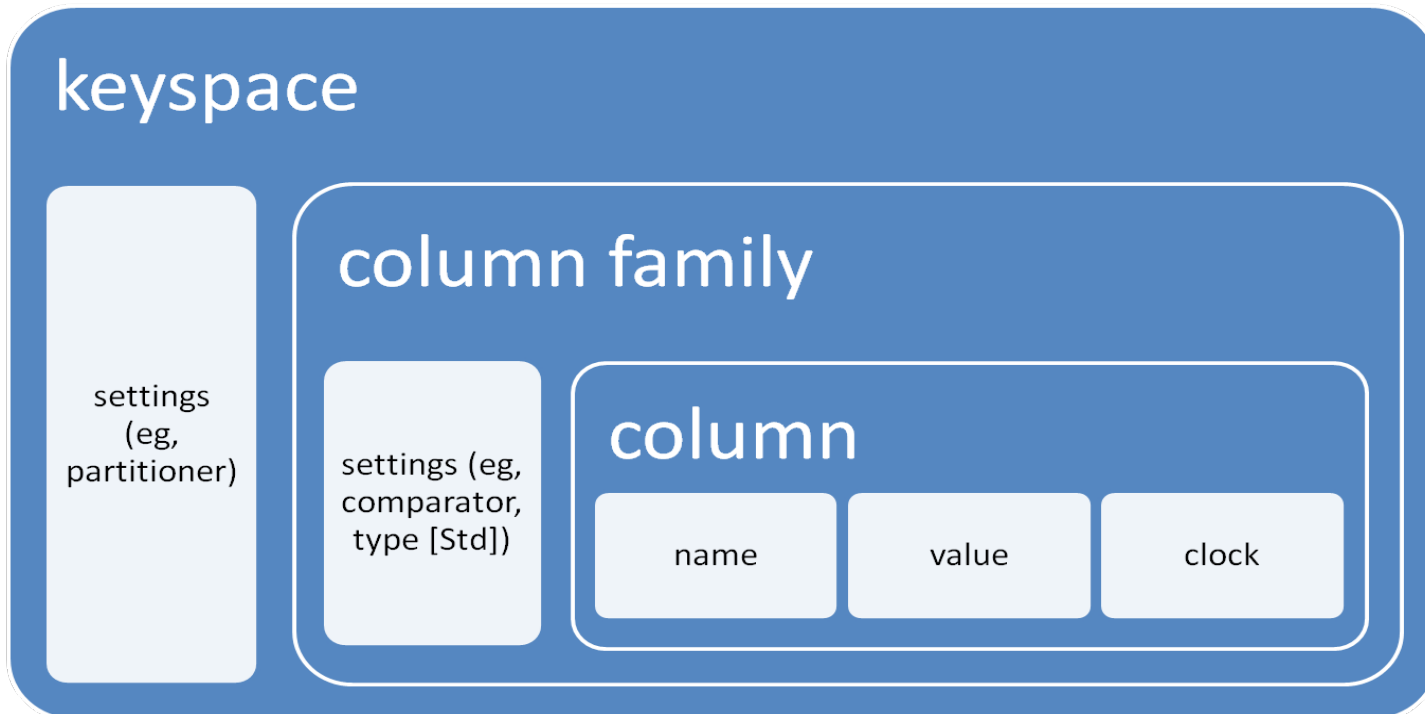 keyspace
settings
(eg,
partitioner)
column family
settings (eg,
comparator,
type [Std])
column
name
value
clock